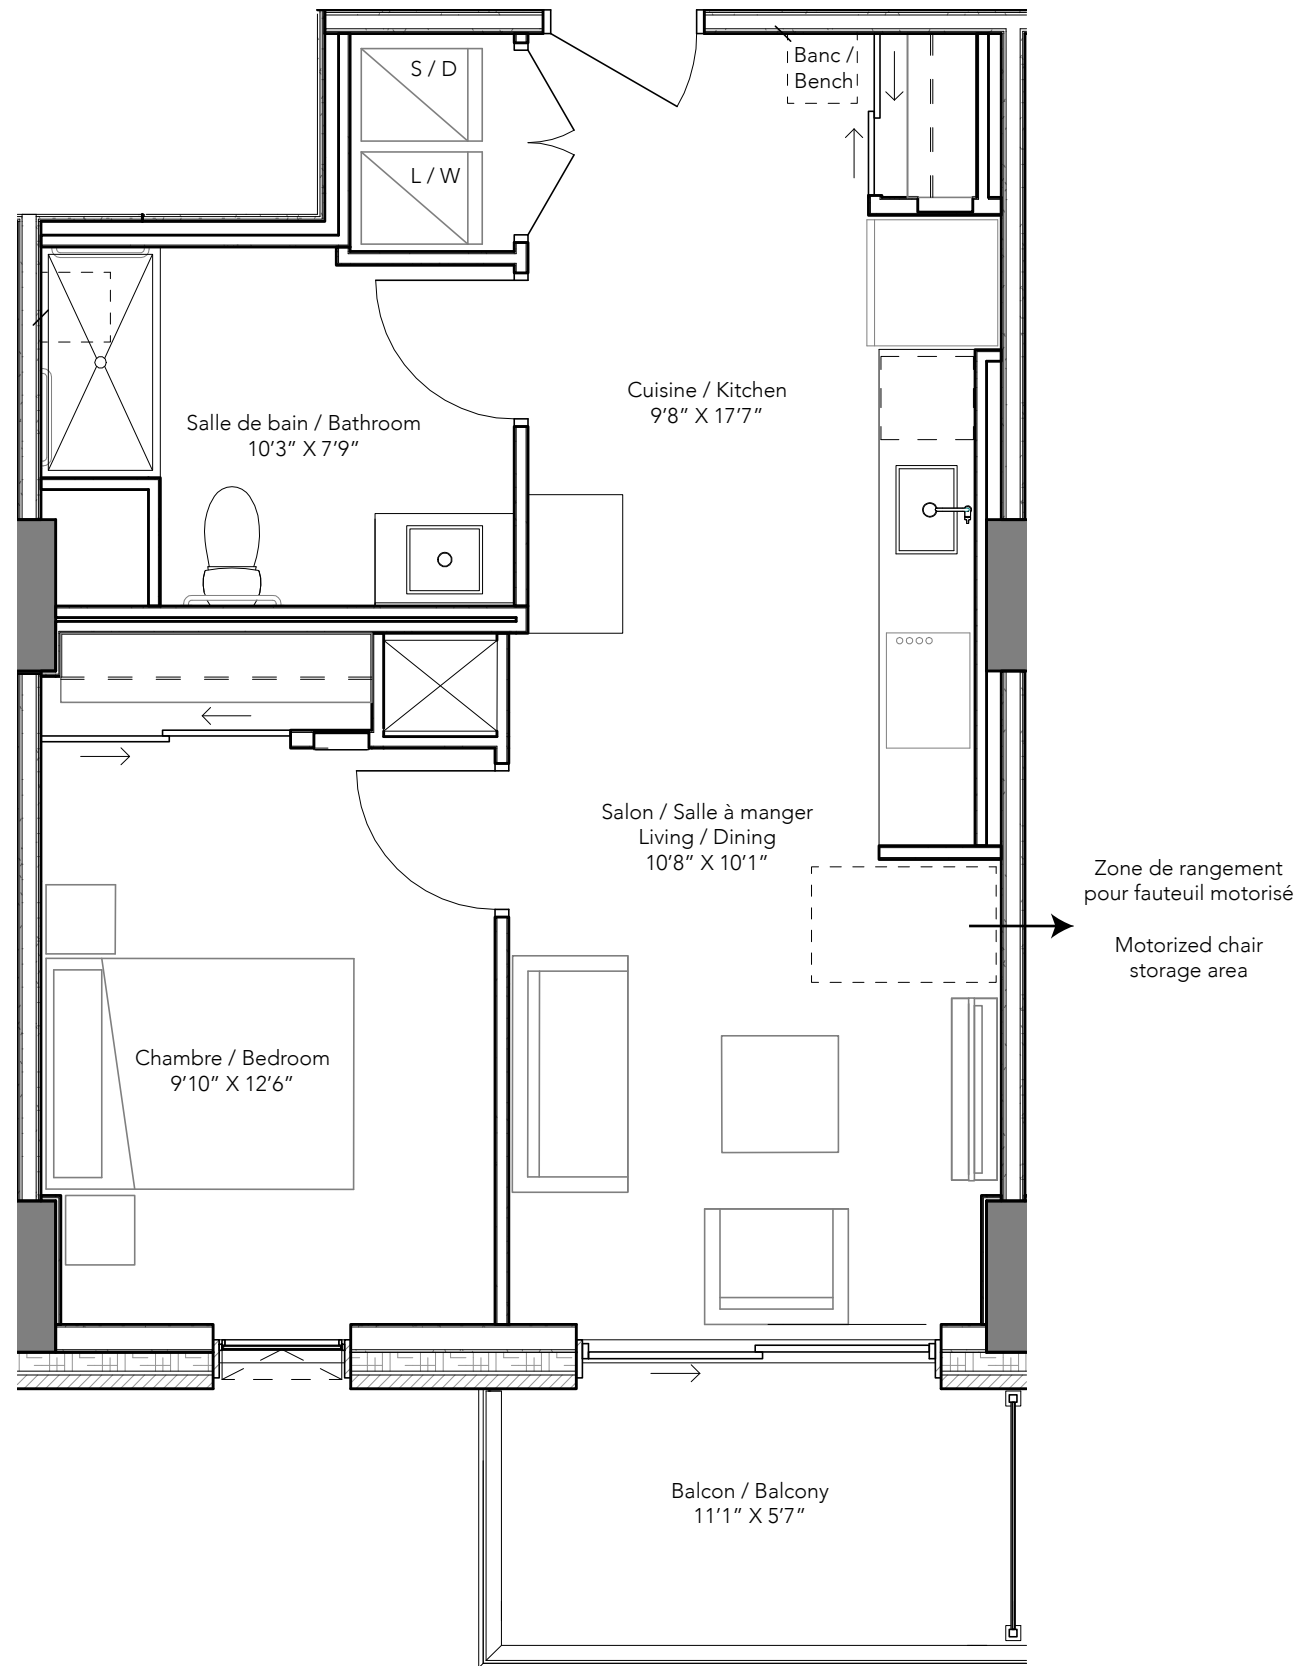 S / D
Banc /
Bench
L / W
Cuisine / Kitchen
9’8” X 17’7”
Salle de bain / Bathroom
10’3” X 7’9”
Salon / Salle à manger
Living / Dining
10’8” X 10’1”
Zone de rangement
pour fauteuil motorisé
Motorized chair
storage area
Chambre / Bedroom
9’10” X 12’6”
Balcon / Balcony
11’1” X 5’7”